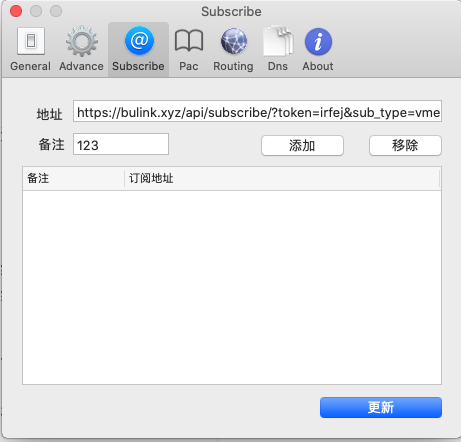 Subscribe
General Advance Subscribe Pac Routing Dns About
地址 https://bulink.xyz/api/subscribe/?token=irfej&sub_type=vme
备注 123 添加 移除
备注 订阅地址
更新